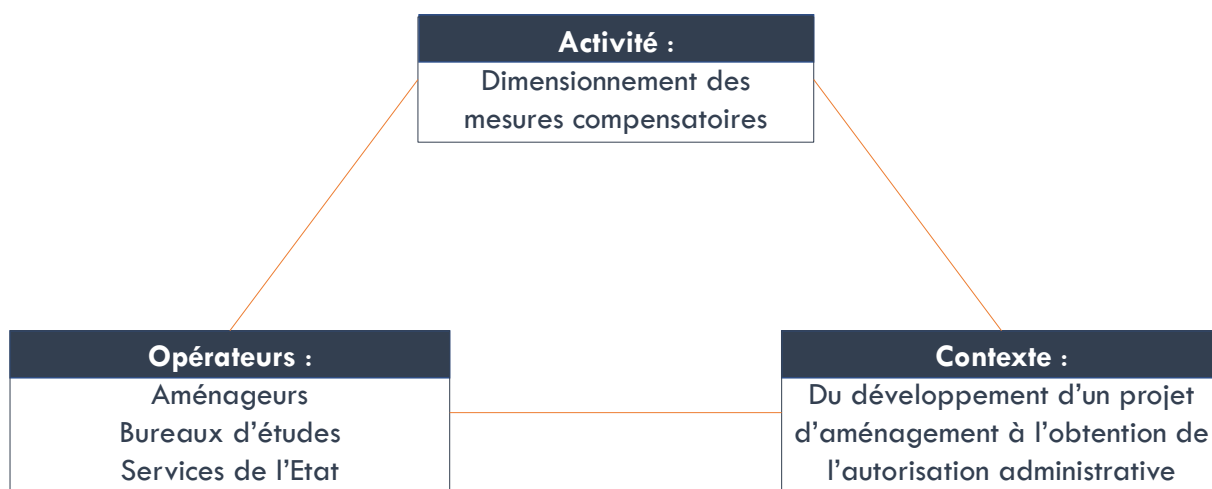 Activité :
Dimensionnement des
mesures compensatoires
Opérateurs :
Aménageurs
Bureaux d’études
Services de l’Etat
Contexte :
Du développement d’un projet
d’aménagement à l’obtention de
l’autorisation administrative